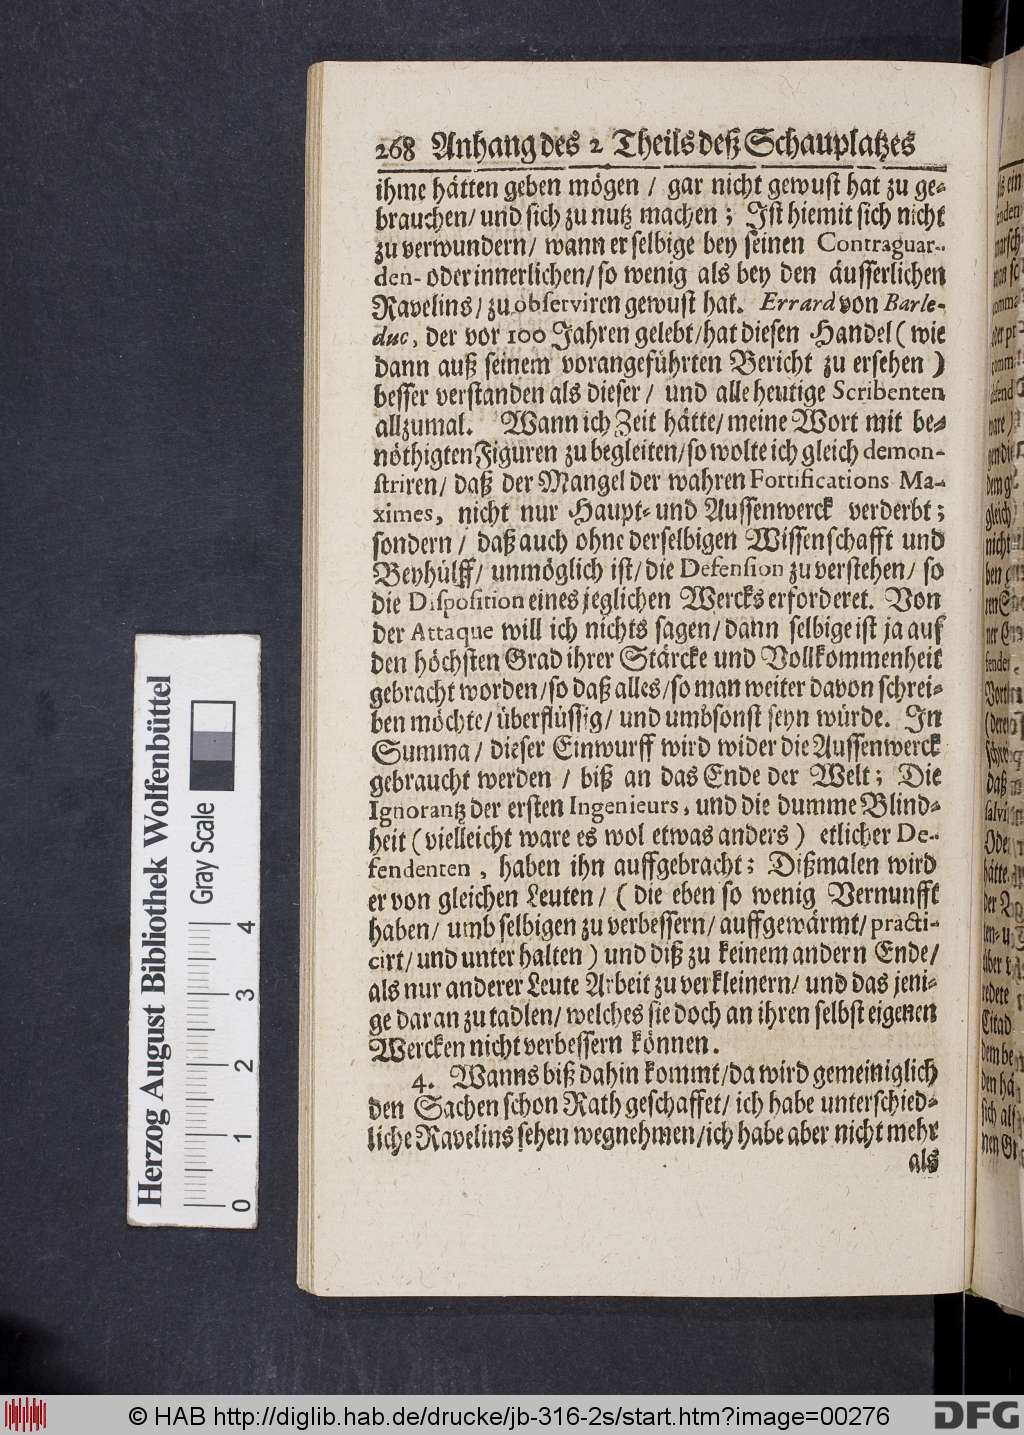 268 Anhang des 2 Theils deß Schauplatzes
ihme hätten geben mögen / gar nicht gewust hat zu ge-
brauchen / und sich zu nutz machen ; Ist hiemit sich nicht
zu verwundern / wann er selbige bey seinen Contraguar-
den- oder innerlichen / so wenig als bey den äusserlichen
Ravelins / zu observiren gewust hat. Errard von Barle-
duc, der vor 100 Jahren gelebt / hat diesen Handel ( wie
dann auß seinem vorangeführten Bericht zu ersehen )
besser verstanden als dieser / und alle heutige Scribenten
allzumal. Wann ich Zeit hätte / meine Wort mit be-
nöthigten Figuren zu begleiten / so wolte ich gleich demon-
striren / daß der Mangel der wahren Fortifications Ma-
ximes, nicht nur Haupt- und Aussenwerck verderbt ;
sondern / daß auch ohne derselbigen Wissenschafft und
Beyhülff / unmöglich ist / die Defension zu verstehen / so
die Disposition eines jeglichen Wercks erforderet. Von
der Attaque will ich nichts sagen / dann selbige ist ja auf
den höchsten Grad ihrer Stärcke und Vollkommenheit
gebracht worden / so daß alles / so man weiter davon schrei-
ben möchte / überflüssig / und umbsonst seyn würde. In
Summa / dieser Einwurff wird wider die Aussenwerck
gebraucht werden / biß an das Ende der Welt ; Die
Ignorantz der ersten Ingenieurs, und die dumme Blind-
heit ( vielleicht ware es wol etwas anders ) etlicher De-
fendenten, haben ihn auffgebracht ; Dißmalen wird
er von gleichen Leuten / ( die eben so wenig Vernunfft
haben / umb selbigen zu verbessern / auffgewärmt / practi-
cirt / und unterhalten ) und diß zu keinem andern Ende /
als nur anderer Leute Arbeit zu verkleinern / und das jeni-
ge daran zu tadlen / welches sie doch an ihren selbst eigenen
Wercken nicht verbessern können.
4. Wanns biß dahin kommt / da wird gemeiniglich
den Sachen schon Rath geschaffet / ich habe unterschied-
liche Ravelins sehen wegnehmen / ich habe aber nicht mehr
als
Herzog August Bibliothek Wolfenbüttel
Gray Scale
0 1 2 3 4
© HAB http://diglib.hab.de/drucke/jb-316-2s/start.htm?image=00276
DFG